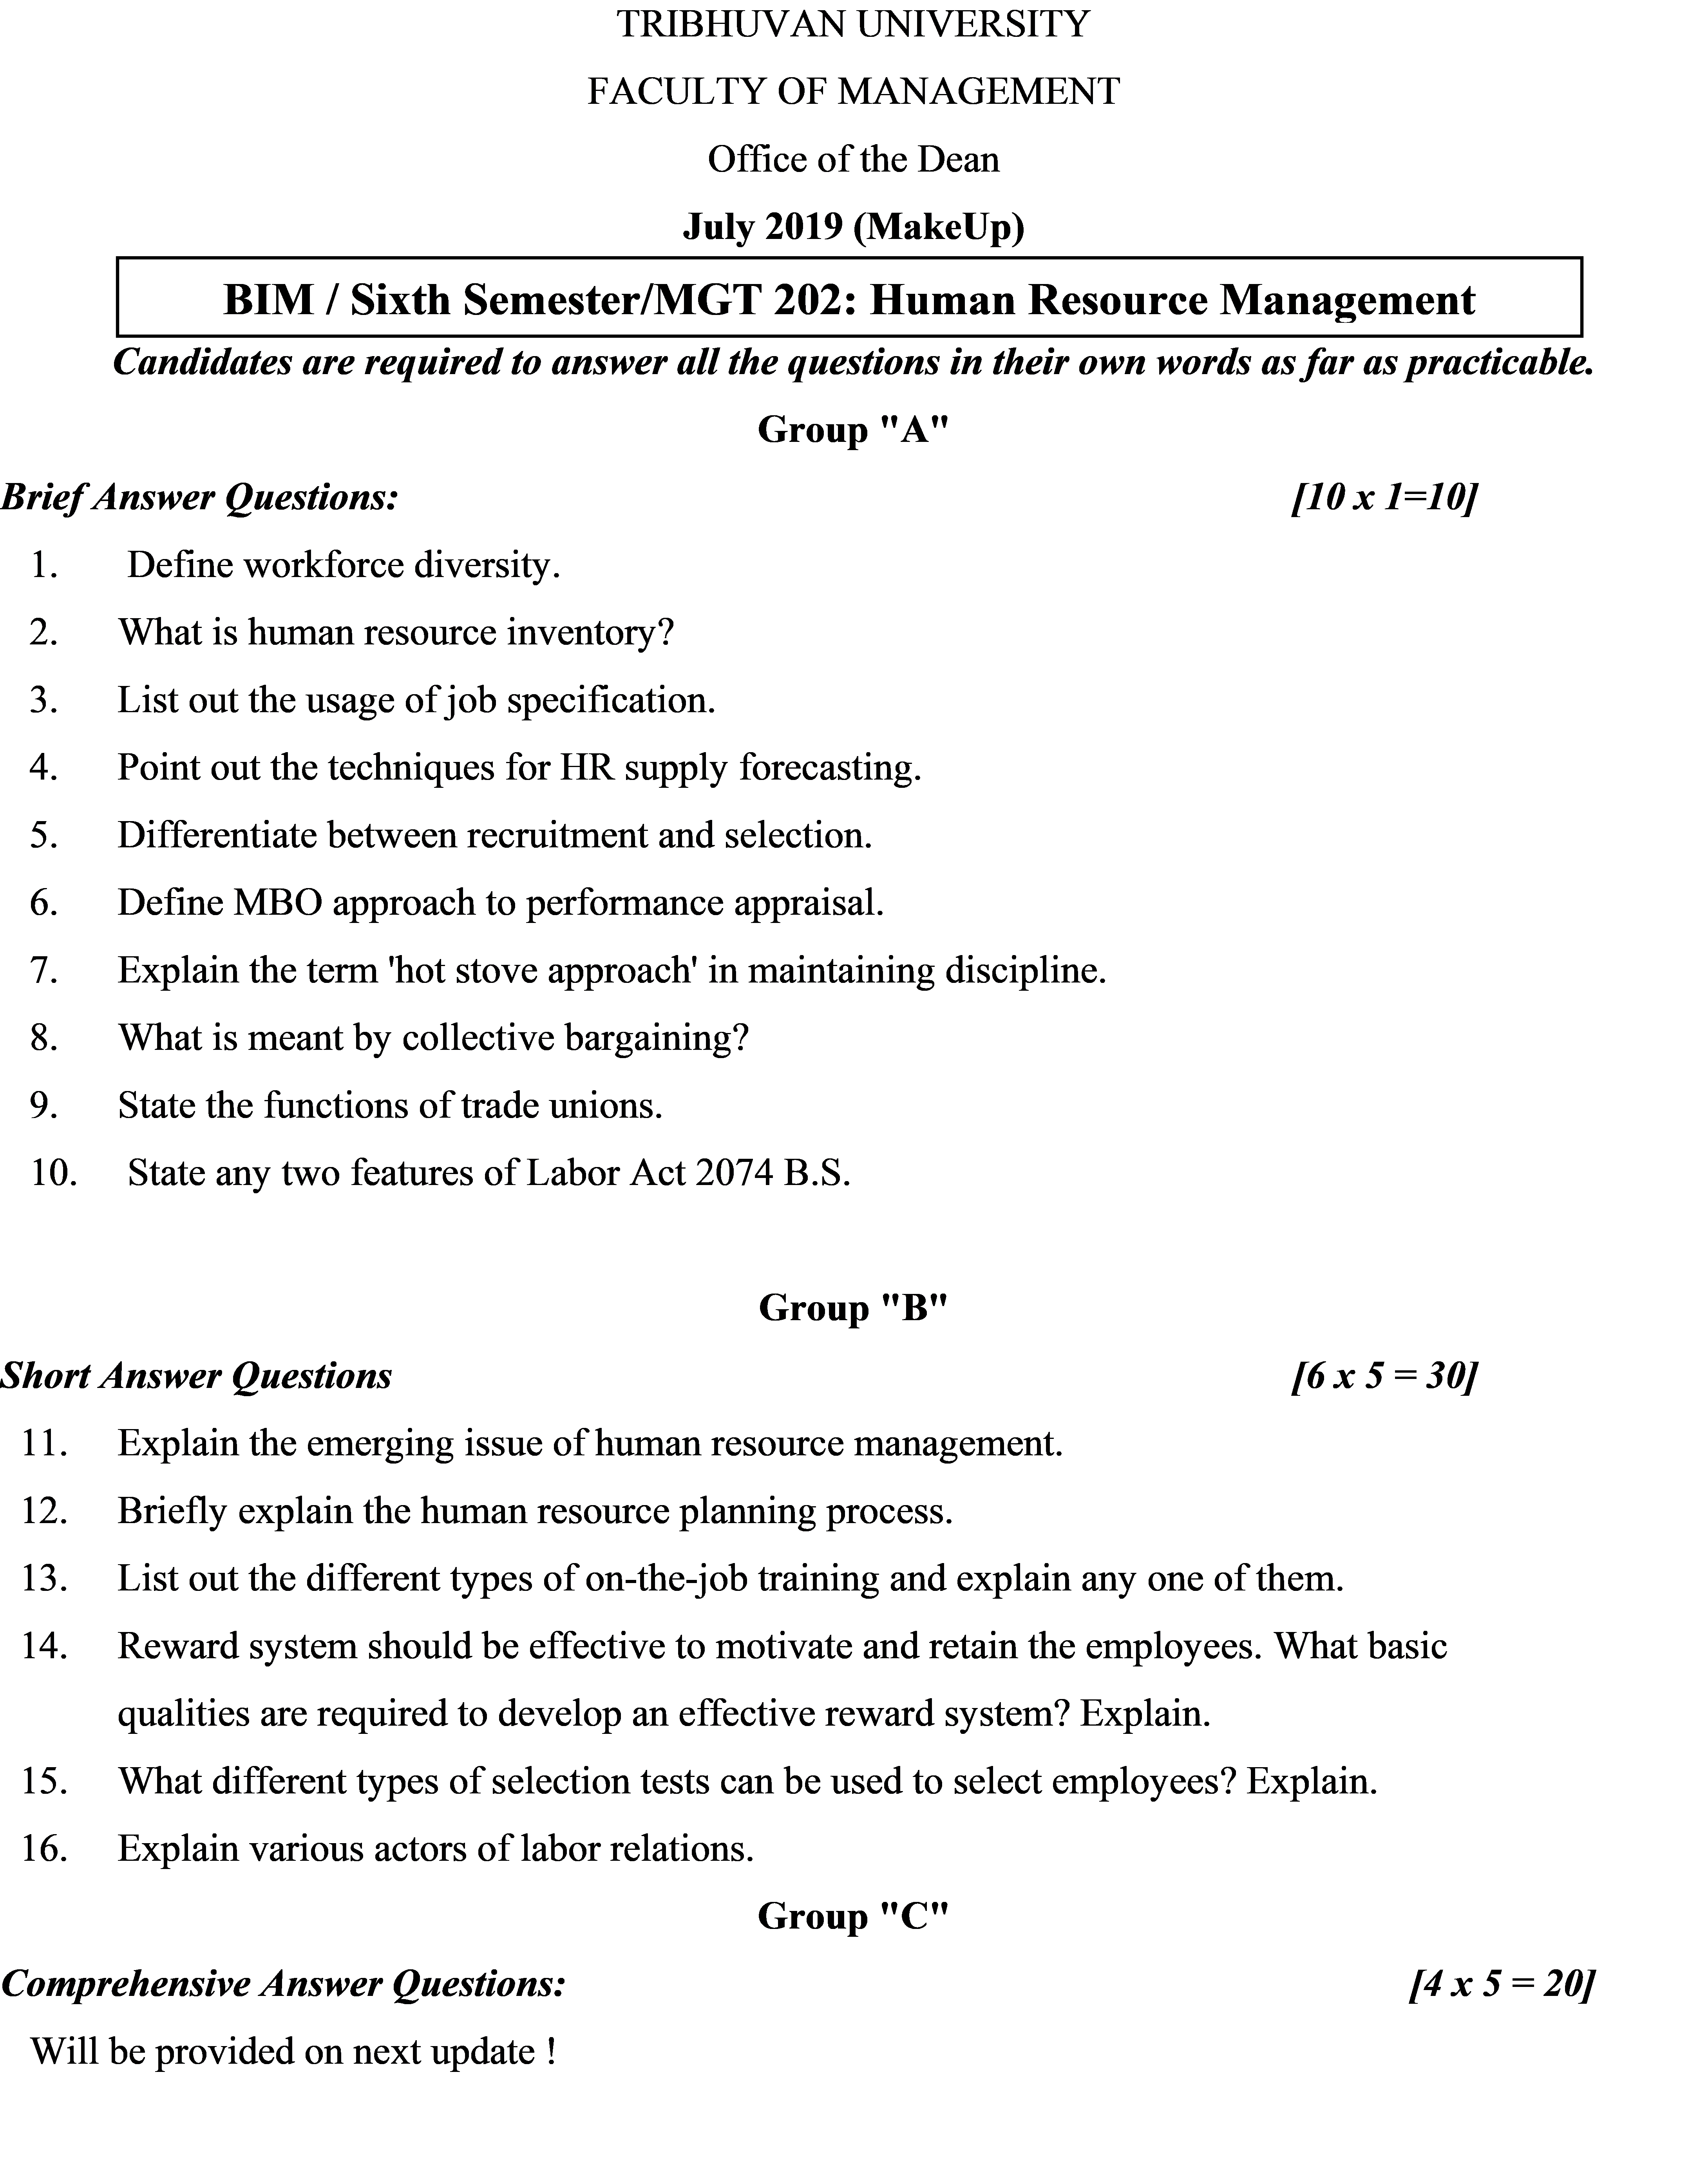 TRIBHUVAN UNIVERSITY
FACULTY OF MANAGEMENT
Office of the Dean
July 2019 (MakeUp)
BIM / Sixth Semester/MGT 202: Human Resource Management
Candidates are required to answer all the questions in their own words as far as practicable.
Group "A"
Brief Answer Questions: [10 x 1=10]
1. Define workforce diversity.
2. What is human resource inventory?
3. List out the usage of job specification.
4. Point out the techniques for HR supply forecasting.
5. Differentiate between recruitment and selection.
6. Define MBO approach to performance appraisal.
7. Explain the term 'hot stove approach' in maintaining discipline.
8. What is meant by collective bargaining?
9. State the functions of trade unions.
10. State any two features of Labor Act 2074 B.S.
Group "B"
Short Answer Questions [6 x 5 = 30]
11. Explain the emerging issue of human resource management.
12. Briefly explain the human resource planning process.
13. List out the different types of on-the-job training and explain any one of them.
14. Reward system should be effective to motivate and retain the employees. What basic
qualities are required to develop an effective reward system? Explain.
15. What different types of selection tests can be used to select employees? Explain.
16. Explain various actors of labor relations.
Group "C"
Comprehensive Answer Questions: [4 x 5 = 20]
Will be provided on next update !